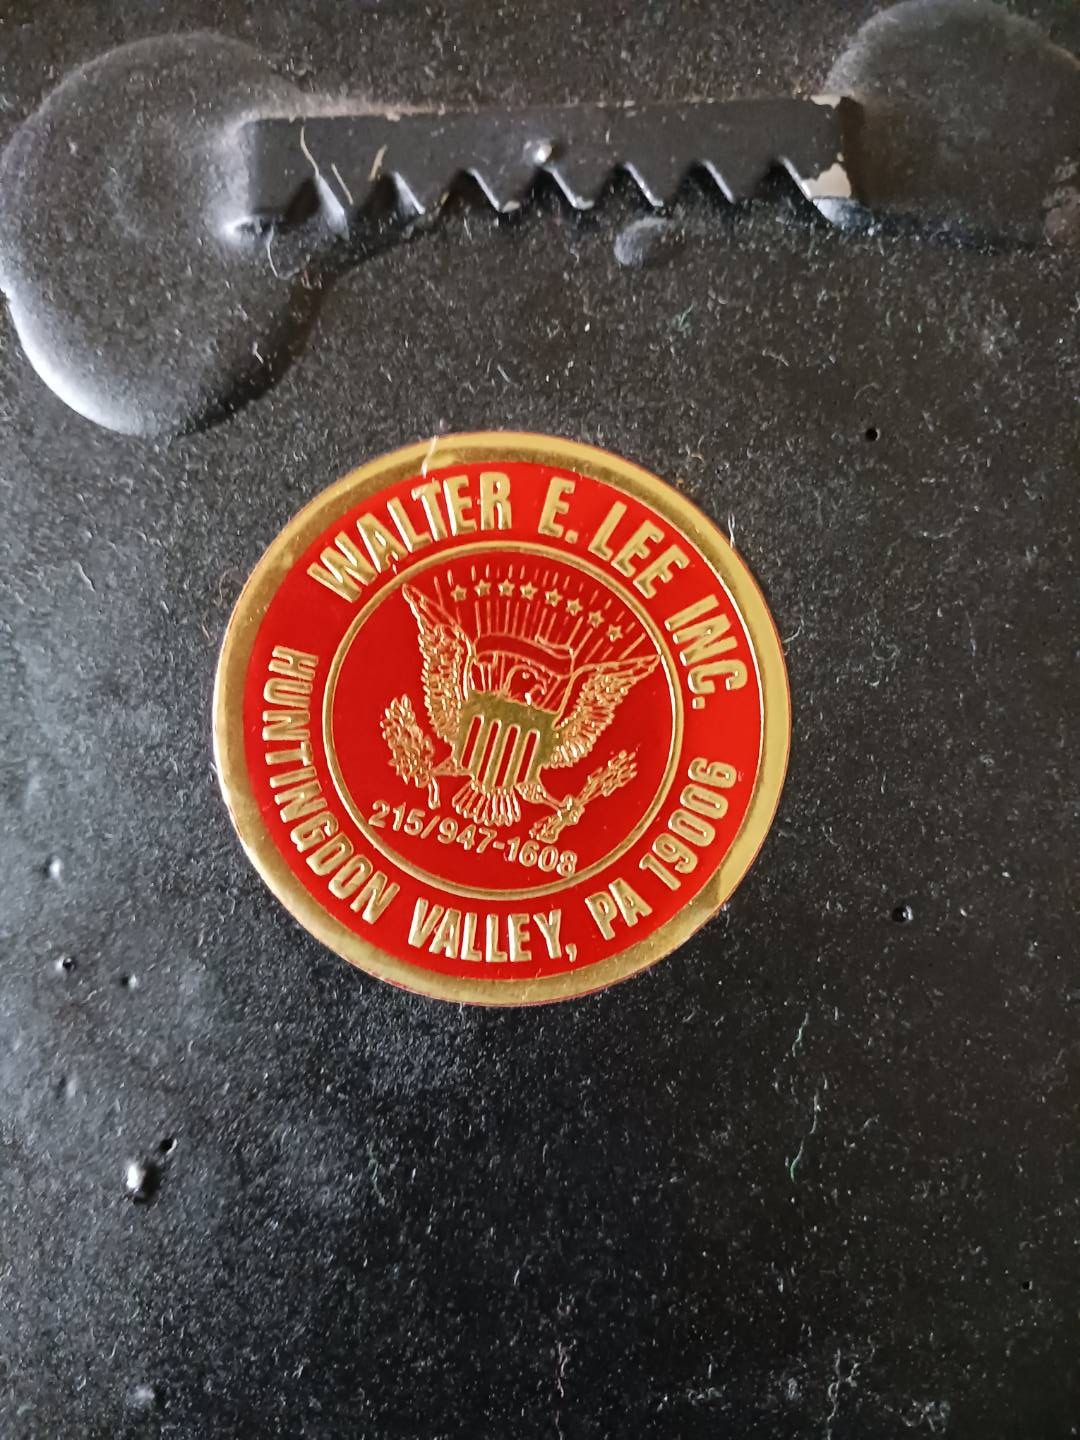 WALTER E. LEE INC.
HUNTINGDON VALLEY, PA 19006
215/947-1608